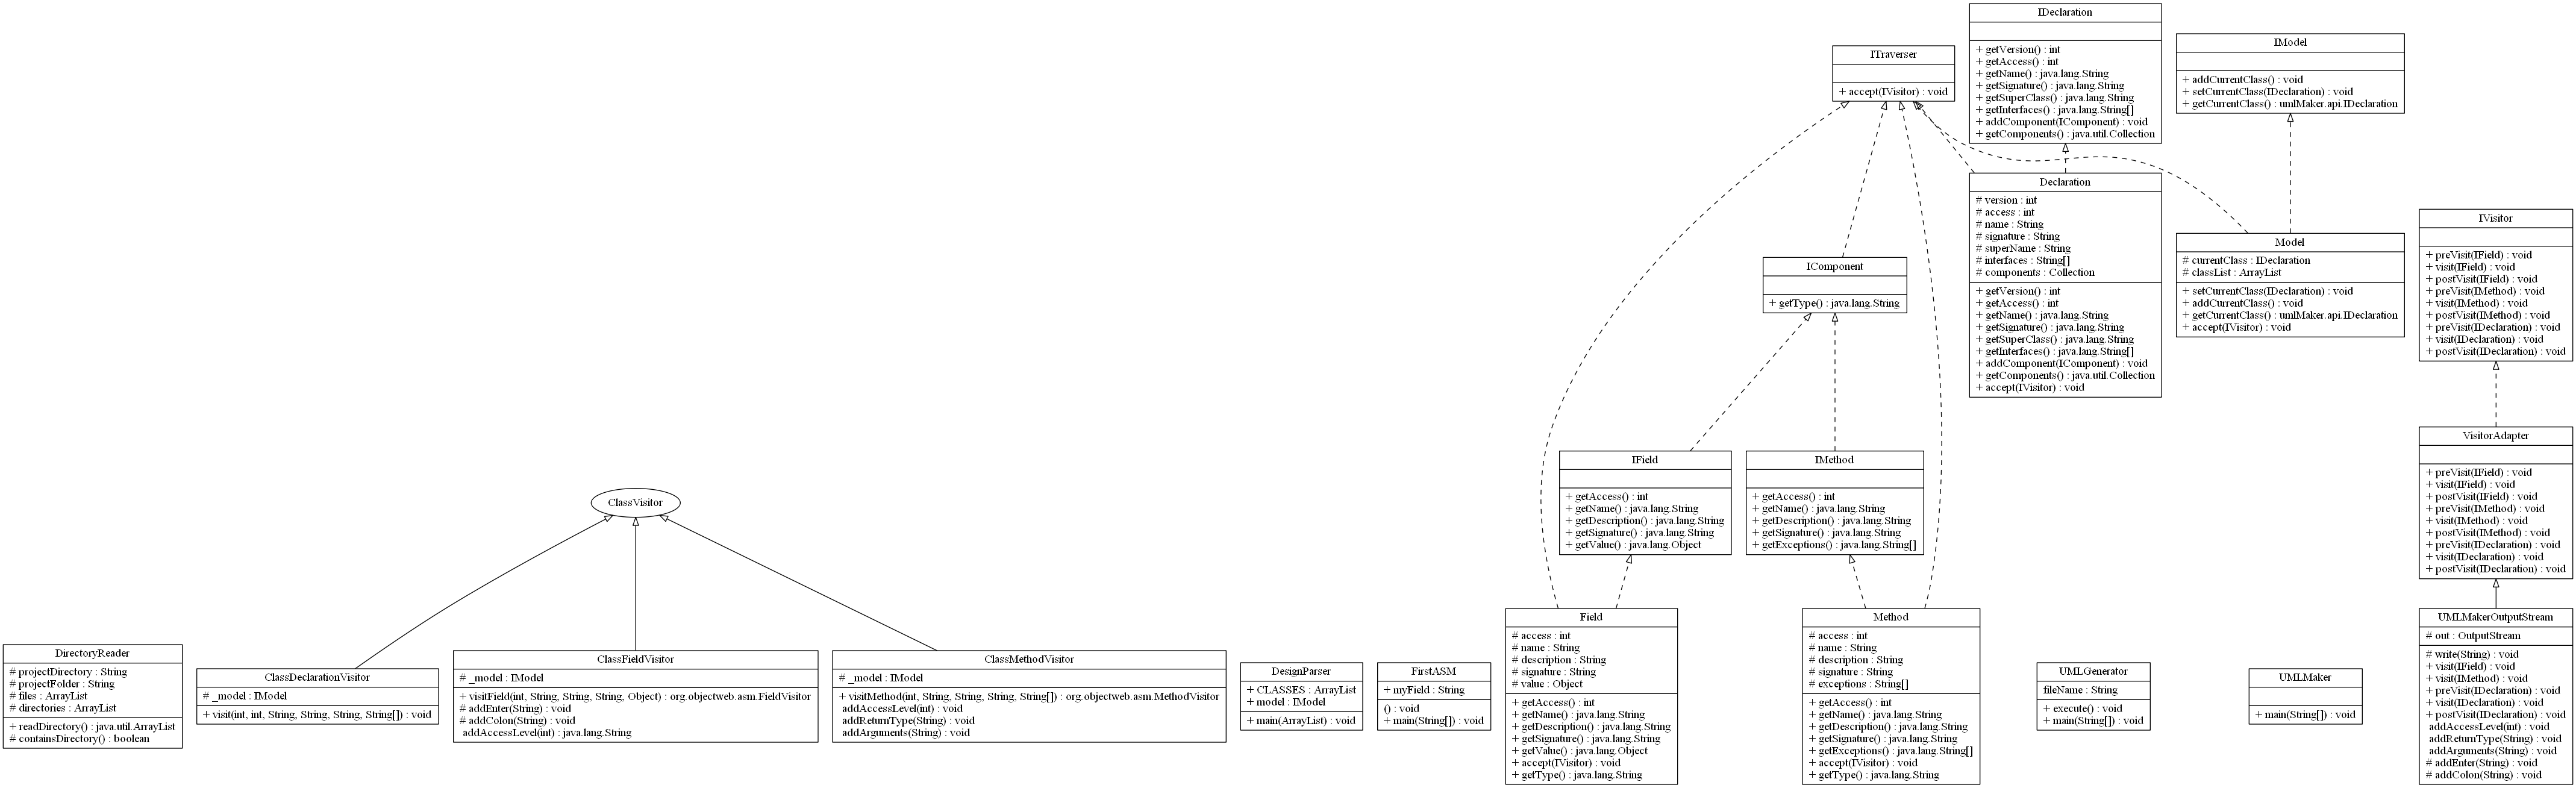 IDeclaration
+ getVersion() : int
+ getAccess() : int
+ getName() : java.lang.String
+ getSignature() : java.lang.String
+ getSuperClass() : java.lang.String
+ getInterfaces() : java.lang.String[]
+ addComponent(IComponent) : void
+ getComponents() : java.util.Collection
IModel
+ addCurrentClass() : void
+ setCurrentClass(IDeclaration) : void
+ getCurrentClass() : umlMaker.api.IDeclaration
ITraverser
+ accept(IVisitor) : void
Declaration
# version : int
# access : int
# name : String
# signature : String
# superName : String
# interfaces : String[]
# components : Collection
+ getVersion() : int
+ getAccess() : int
+ getName() : java.lang.String
+ getSignature() : java.lang.String
+ getSuperClass() : java.lang.String
+ getInterfaces() : java.lang.String[]
+ addComponent(IComponent) : void
+ getComponents() : java.util.Collection
+ accept(IVisitor) : void
Model
# currentClass : IDeclaration
# classList : ArrayList
+ setCurrentClass(IDeclaration) : void
+ addCurrentClass() : void
+ getCurrentClass() : umlMaker.api.IDeclaration
+ accept(IVisitor) : void
IVisitor
+ preVisit(IField) : void
+ visit(IField) : void
+ postVisit(IField) : void
+ preVisit(IMethod) : void
+ visit(IMethod) : void
+ postVisit(IMethod) : void
+ preVisit(IDeclaration) : void
+ visit(IDeclaration) : void
+ postVisit(IDeclaration) : void
IComponent
+ getType() : java.lang.String
IField
+ getAccess() : int
+ getName() : java.lang.String
+ getDescription() : java.lang.String
+ getSignature() : java.lang.String
+ getValue() : java.lang.Object
IMethod
+ getAccess() : int
+ getName() : java.lang.String
+ getDescription() : java.lang.String
+ getSignature() : java.lang.String
+ getExceptions() : java.lang.String[]
VisitorAdapter
+ preVisit(IField) : void
+ visit(IField) : void
+ postVisit(IField) : void
+ preVisit(IMethod) : void
+ visit(IMethod) : void
+ postVisit(IMethod) : void
+ preVisit(IDeclaration) : void
+ visit(IDeclaration) : void
+ postVisit(IDeclaration) : void
ClassVisitor
DirectoryReader
# projectDirectory : String
# projectFolder : String
# files : ArrayList
# directories : ArrayList
+ readDirectory() : java.util.ArrayList
# containsDirectory() : boolean
ClassDeclarationVisitor
# _model : IModel
+ visit(int, int, String, String, String, String[]) : void
ClassFieldVisitor
# _model : IModel
+ visitField(int, String, String, String, Object) : org.objectweb.asm.FieldVisitor
# addEnter(String) : void
# addColon(String) : void
addAccessLevel(int) : java.lang.String
ClassMethodVisitor
# _model : IModel
+ visitMethod(int, String, String, String, String[]) : org.objectweb.asm.MethodVisitor
addAccessLevel(int) : void
addReturnType(String) : void
addArguments(String) : void
DesignParser
+ CLASSES : ArrayList
+ model : IModel
+ main(ArrayList) : void
FirstASM
+ myField : String
() : void
+ main(String[]) : void
Field
# access : int
# name : String
# description : String
# signature : String
# value : Object
+ getAccess() : int
+ getName() : java.lang.String
+ getDescription() : java.lang.String
+ getSignature() : java.lang.String
+ getValue() : java.lang.Object
+ accept(IVisitor) : void
+ getType() : java.lang.String
Method
# access : int
# name : String
# description : String
# signature : String
# exceptions : String[]
+ getAccess() : int
+ getName() : java.lang.String
+ getDescription() : java.lang.String
+ getSignature() : java.lang.String
+ getExceptions() : java.lang.String[]
+ accept(IVisitor) : void
+ getType() : java.lang.String
UMLGenerator
fileName : String
+ execute() : void
+ main(String[]) : void
UMLMaker
+ main(String[]) : void
UMLMakerOutputStream
# out : OutputStream
# write(String) : void
+ visit(IField) : void
+ visit(IMethod) : void
+ preVisit(IDeclaration) : void
+ visit(IDeclaration) : void
+ postVisit(IDeclaration) : void
addAccessLevel(int) : void
addReturnType(String) : void
addArguments(String) : void
# addEnter(String) : void
# addColon(String) : void